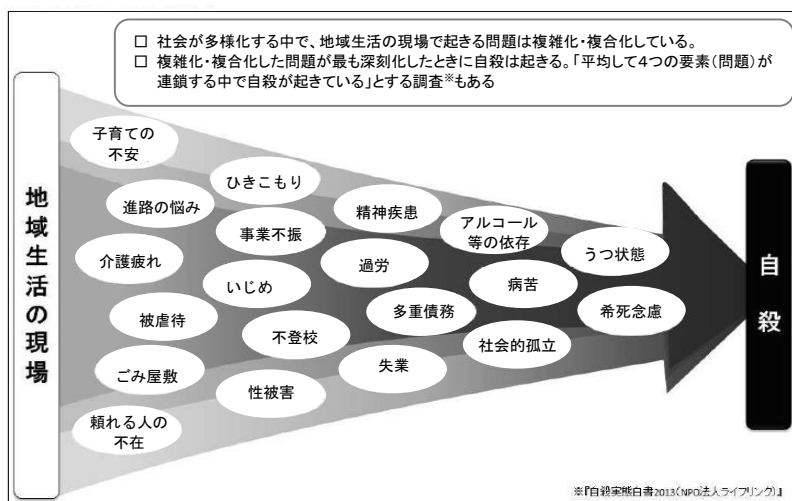 □ 社会が多様化する中で、地域生活の現場で起きる問題は複雑化・複合化している。
□ 複雑化・複合化した問題が最も深刻化したときに自殺は起きる。「平均して4つの要素(問題)が
連鎖する中で自殺が起きている」とする調査※もある
地域生活の現場
子育ての
不安
進路の悩み
介護疲れ
被虐待
ごみ屋敷
頼れる人の
不在
ひきこもり
事業不振
いじめ
不登校
性被害
精神疾患
過労
多重債務
失業
アルコール
等の依存
病苦
社会的孤立
うつ状態
希死念慮
自殺
※『自殺実態白書2013(NPO法人ライフリンク)』